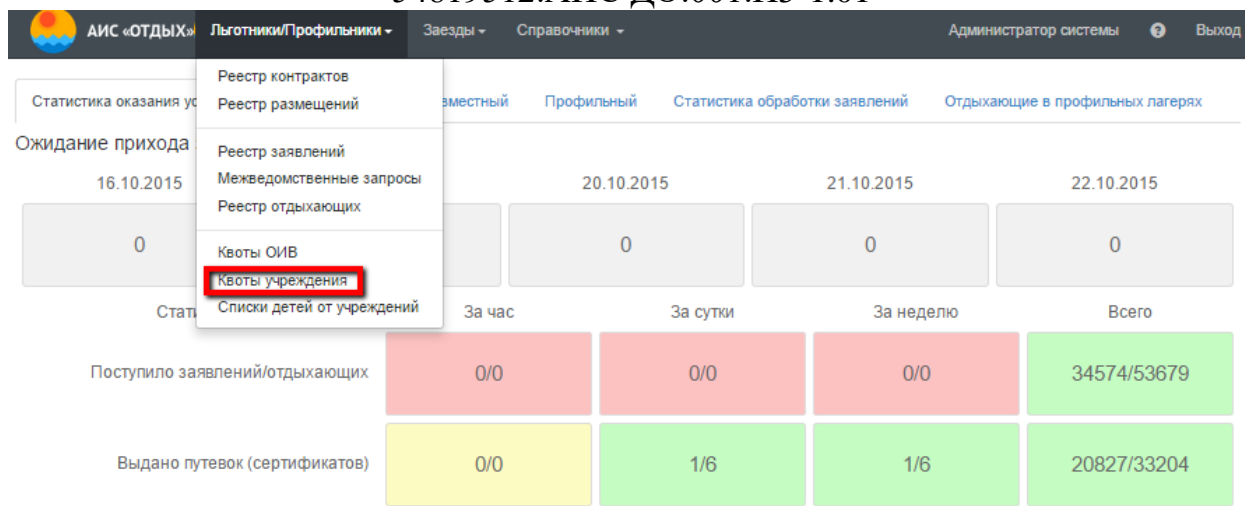 АИС «ОТДЫХ» Льготники/Профильники Заезды Справочники Администратор системы ? Выход
Реестр контрактов
Реестр размещений
Реестр заявлений
Межведомственные запросы
Реестр отдыхающих
Квоты ОИВ
Квоты учреждения
Списки детей от учреждений
Статистика оказания Профильный Статистика обработки заявлений Отдыхающие в профильных лагерях
Ожидание прихода
16.10.2015 20.10.2015 21.10.2015 22.10.2015
0 0 0 0
За час За сутки За неделю Всего
Поступило заявлений/отдыхающих 0/0 0/0 0/0 34574/53679
Выдано путевок (сертификатов) 0/0 1/6 1/6 20827/33204